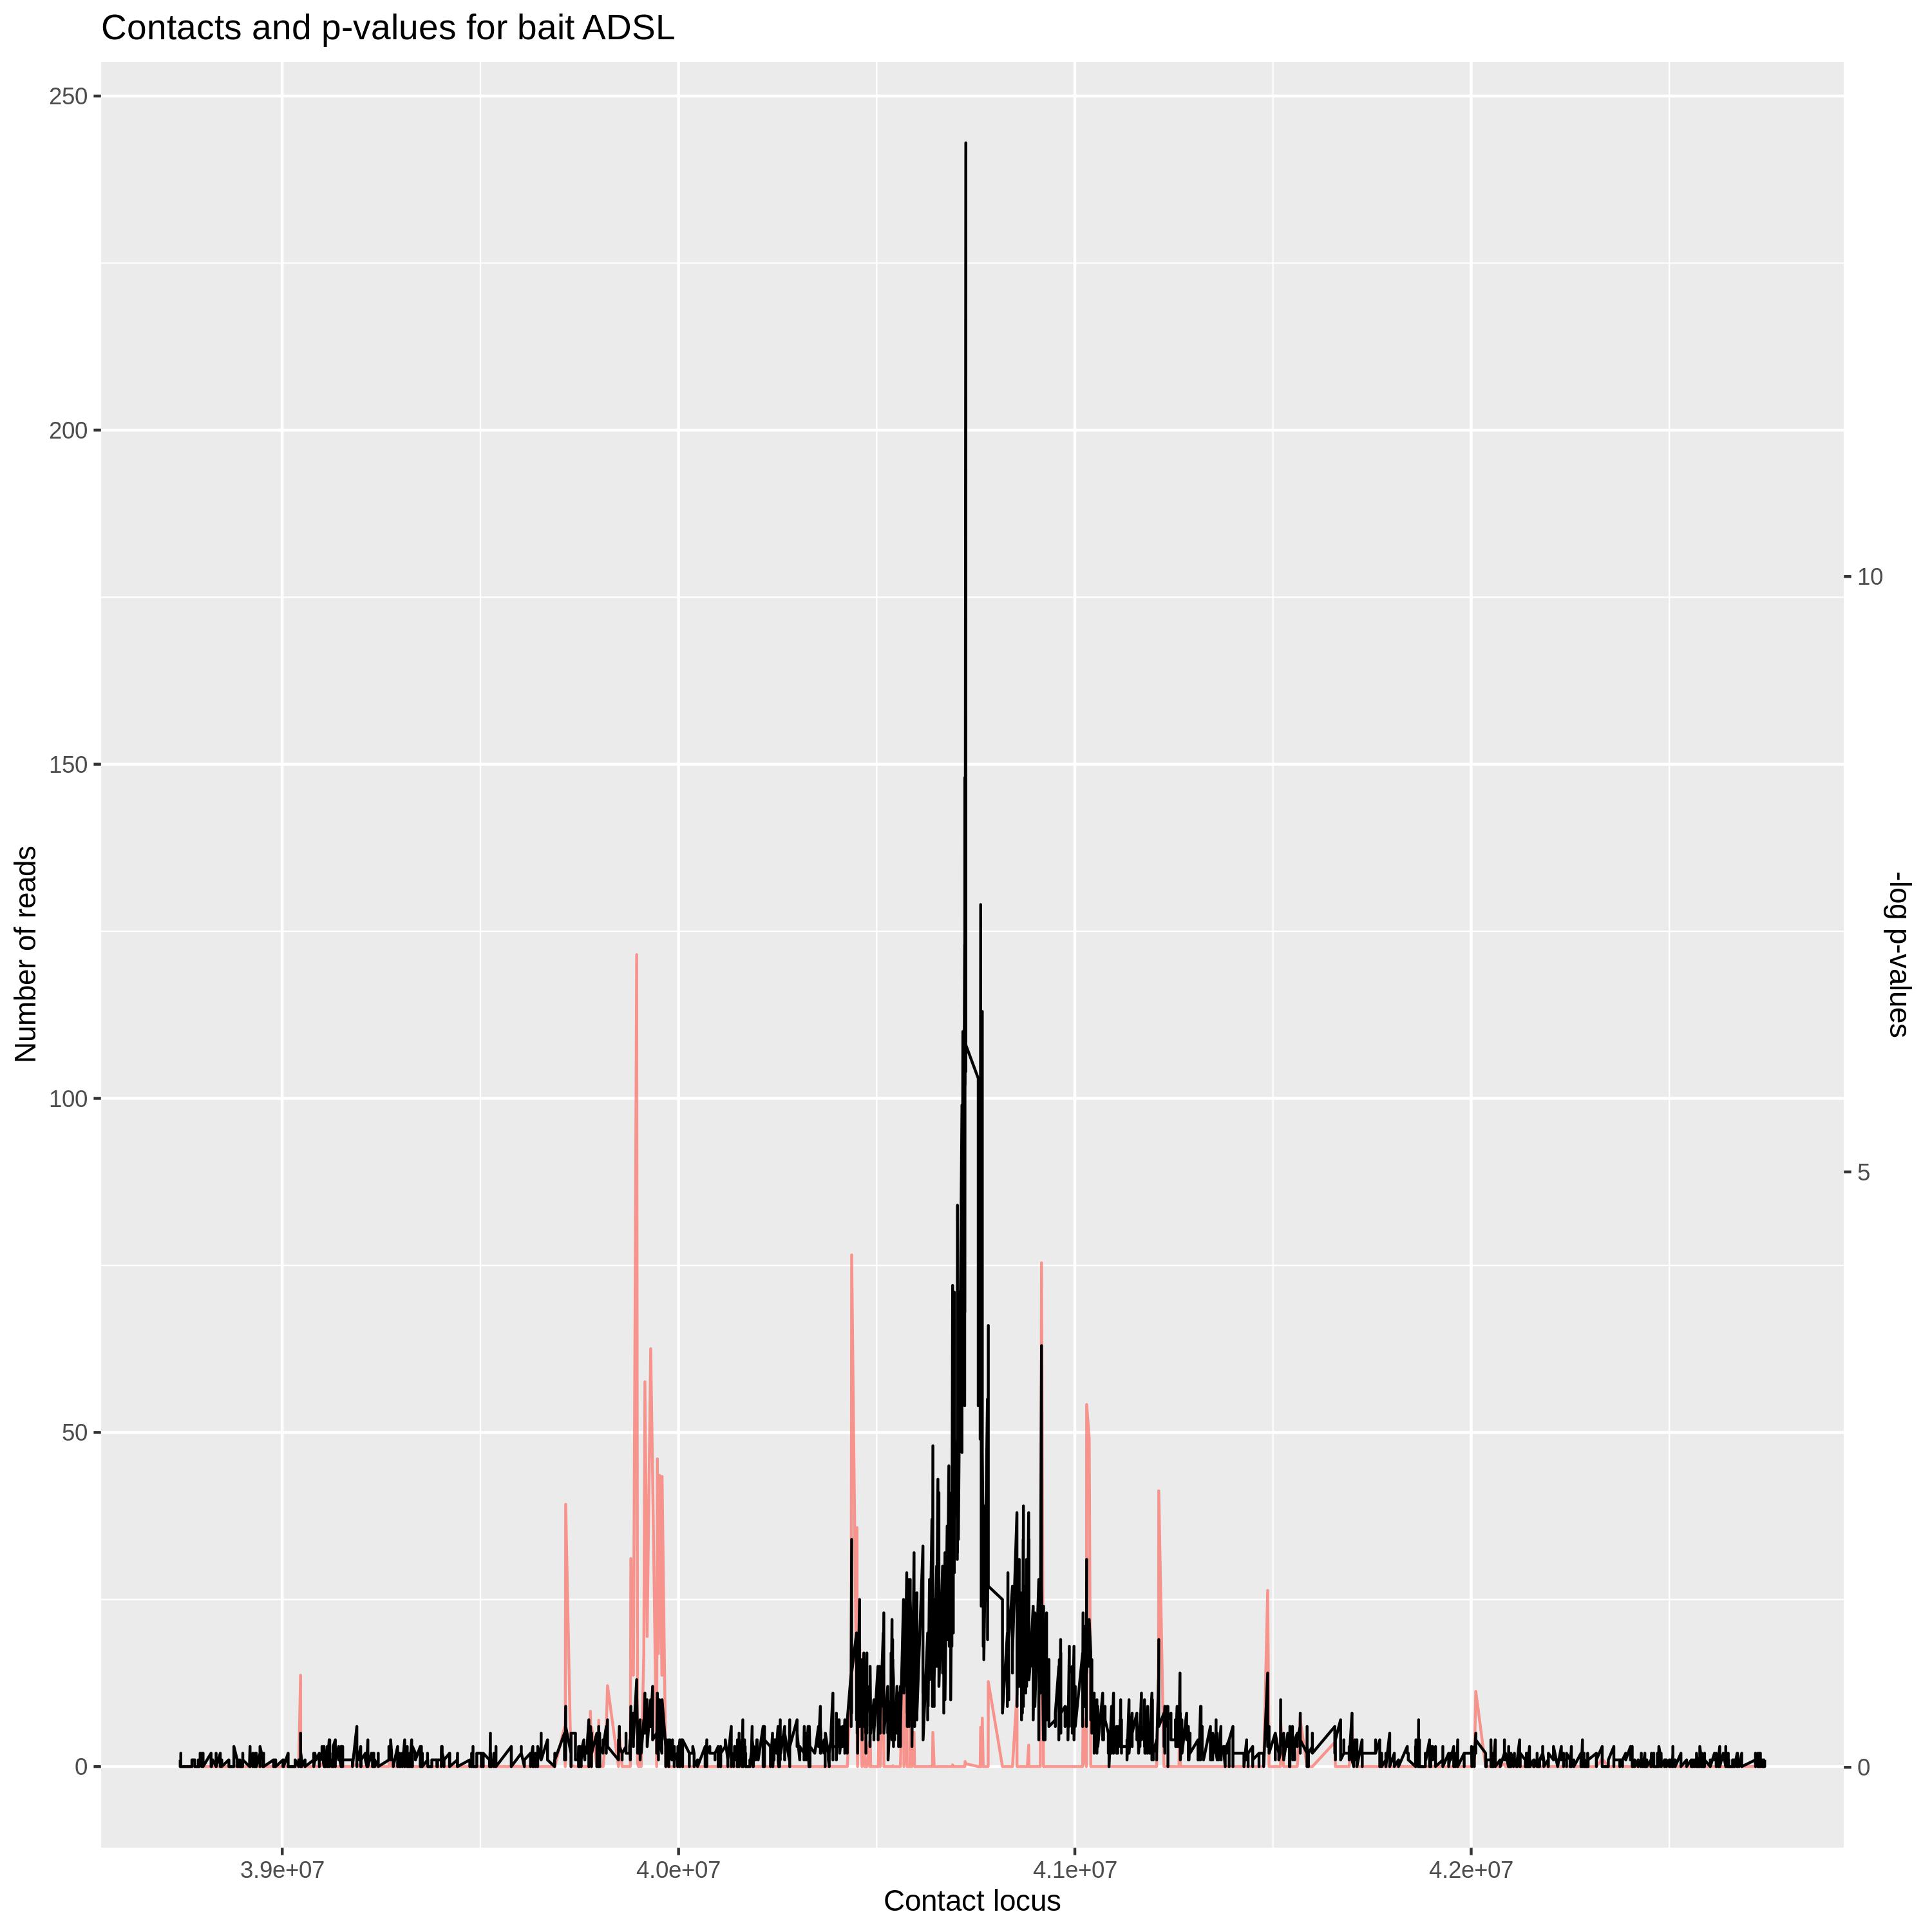 Contacts and p-values for bait ADSL
250
200
150
100
50
0
Number of reads
10
5
0
-log p-values
3.9e+07
4.0e+07
4.1e+07
4.2e+07
Contact locus